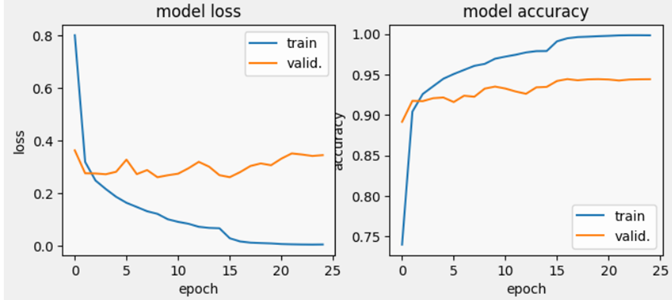 model loss
0.8
0.6
0.4
0.2
0.0
loss
train
valid.
0 5 10 15 20 25
epoch
model accuracy
1.00
0.95
0.90
0.85
0.80
0.75
accuracy
train
valid.
0 5 10 15 20 25
epoch